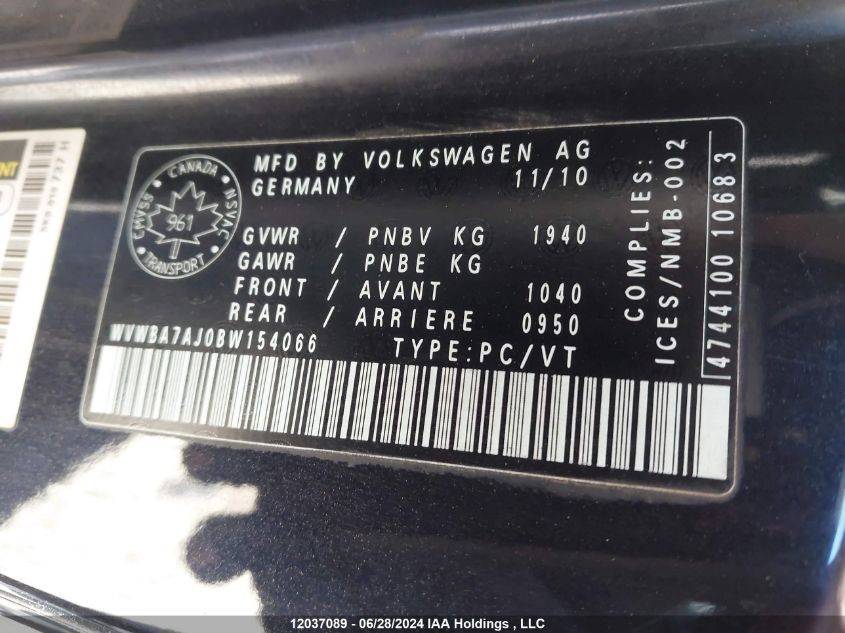 CANADA
CMVSS
NSVAC
961
TRANSPORT
MFD BY VOLKSWAGEN AG
GERMANY 11/10
GVWR / PNBV KG 1940
GAWR / PNBE KG
FRONT / AVANT 1040
REAR / ARRIERE 0950
WVWBA7AJ0BW154066 TYPE:PC/VT
COMPLIES:
ICES/NMB-002
4744100 10683
12037089 - 06/28/2024 IAA Holdings , LLC